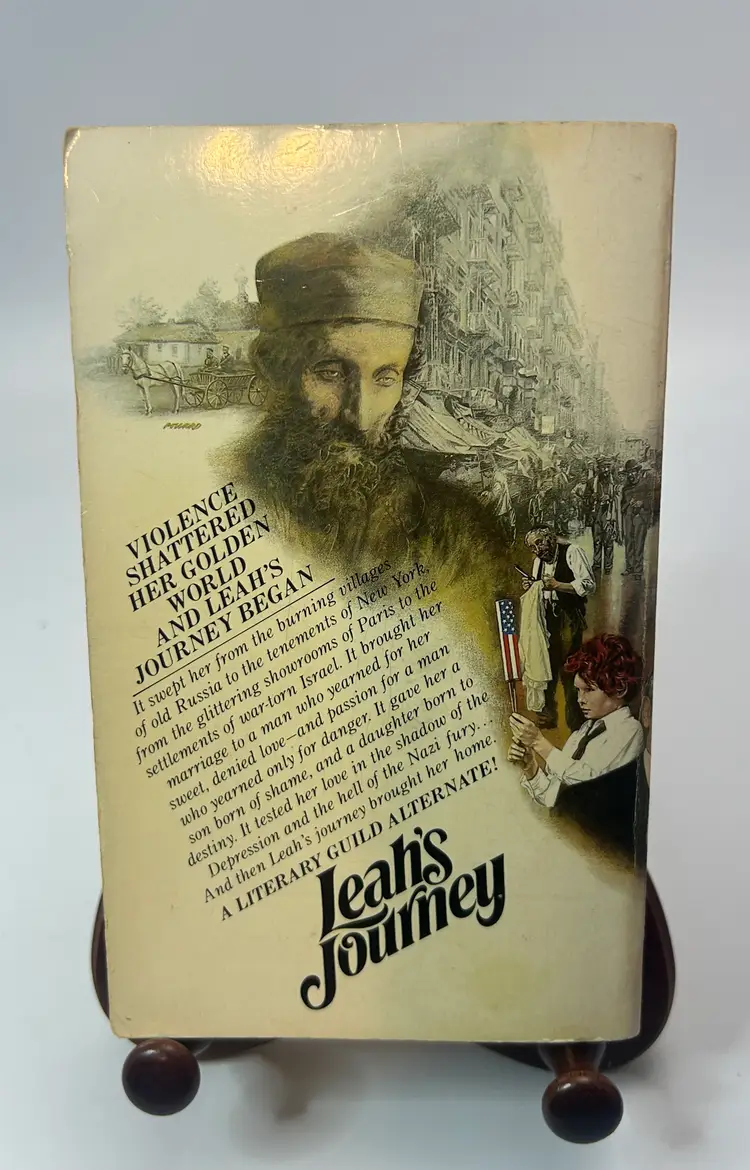 VIOLENCE
SHATTERED
HER GOLDEN
WORLD
AND LEAH'S
JOURNEY BEGAN
It swept her from the burning villages
of old Russia to the tenements of New York,
from the glittering showrooms of Paris to the
settlements of war-torn Israel. It brought her
marriage to a man who yearned for her
sweet, denied love—and passion for a man
who yearned only for danger. It gave her a
son born of shame, and a daughter born to
destiny. It tested her love in the shadow of the
Depression and the hell of the Nazi fury...
And then Leah's journey brought her home.
A LITERARY GUILD ALTERNATE!
Leah's
Journey